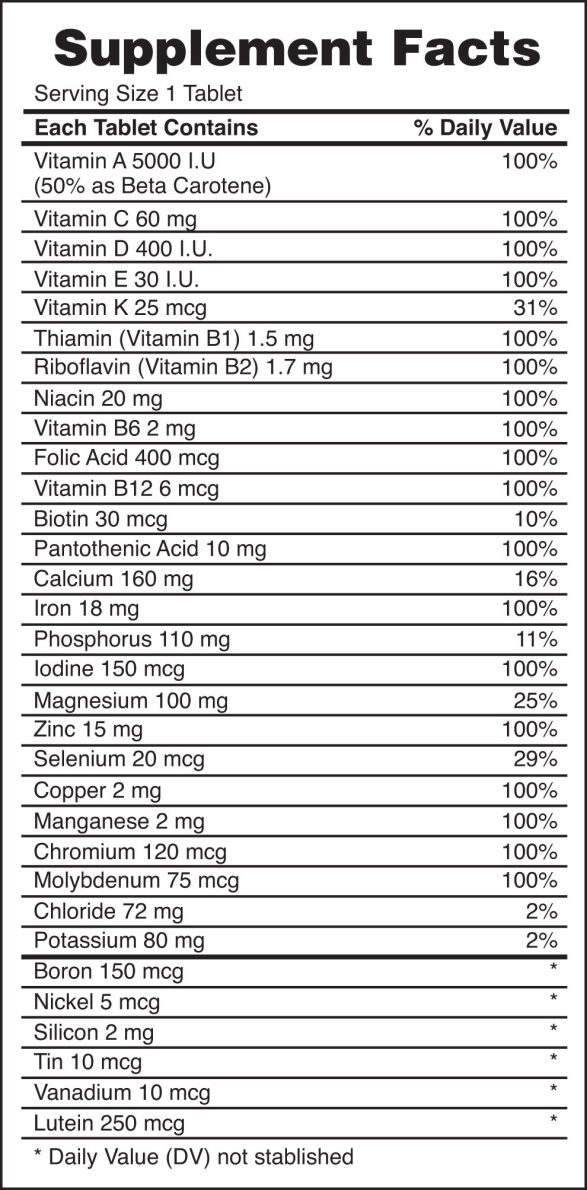 Supplement Facts
Serving Size 1 Tablet
Each Tablet Contains % Daily Value
Vitamin A 5000 I.U 100%
(50% as Beta Carotene)
Vitamin C 60 mg 100%
Vitamin D 400 I.U. 100%
Vitamin E 30 I.U. 100%
Vitamin K 25 mcg 31%
Thiamin (Vitamin B1) 1.5 mg 100%
Riboflavin (Vitamin B2) 1.7 mg 100%
Niacin 20 mg 100%
Vitamin B6 2 mg 100%
Folic Acid 400 mcg 100%
Vitamin B12 6 mcg 100%
Biotin 30 mcg 10%
Pantothenic Acid 10 mg 100%
Calcium 160 mg 16%
Iron 18 mg 100%
Phosphorus 110 mg 11%
Iodine 150 mcg 100%
Magnesium 100 mg 25%
Zinc 15 mg 100%
Selenium 20 mcg 29%
Copper 2 mg 100%
Manganese 2 mg 100%
Chromium 120 mcg 100%
Molybdenum 75 mcg 100%
Chloride 72 mg 2%
Potassium 80 mg 2%
Boron 150 mcg *
Nickel 5 mcg *
Silicon 2 mg *
Tin 10 mcg *
Vanadium 10 mcg *
Lutein 250 mcg *
* Daily Value (DV) not stablished